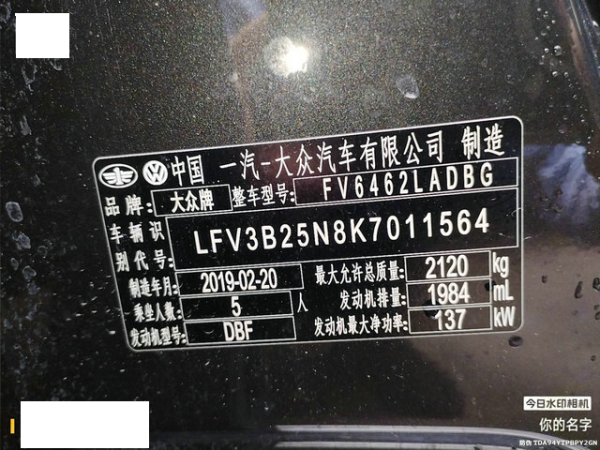 中国 一汽-大众汽车有限公司 制造
品牌: 大众牌 整车型号: FV6462LADBG
车辆识别代号: LFV3B25N8K7011564
制造年月: 2019-02-20 最大允许总质量: 2120 kg
乘坐人数: 5 人 发动机排量: 1984 mL
发动机型号: DBF 发动机最大净功率: 137 kW
今日水印相机
你的名字
防伪 TDA74YTPBPY2GN